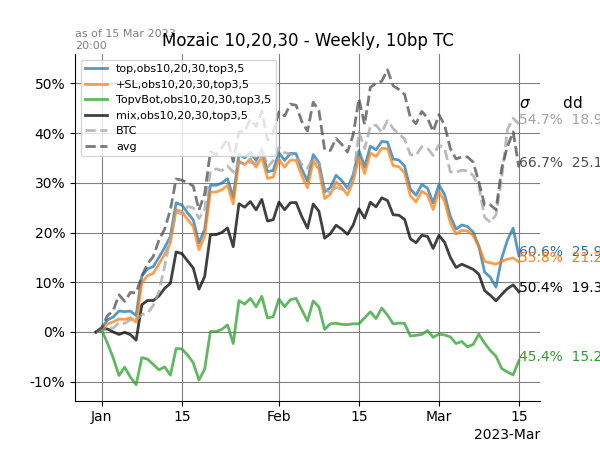 as of 15 Mar 2023
20:00
Mozaic 10,20,30 - Weekly, 10bp TC
top,obs10,20,30,top3,5
+SL,obs10,20,30,top3,5
TopvBot,obs10,20,30,top3,5
mix,obs10,20,30,top3,5
BTC
avg
σ dd
54.7% 18.9
66.7% 25.1
60.6% 25.9
55.8% 21.2
50.4% 19.3
45.4% 15.2
50%
40%
30%
20%
10%
0%
-10%
Jan 15 Feb 15 Mar 15
2023-Mar